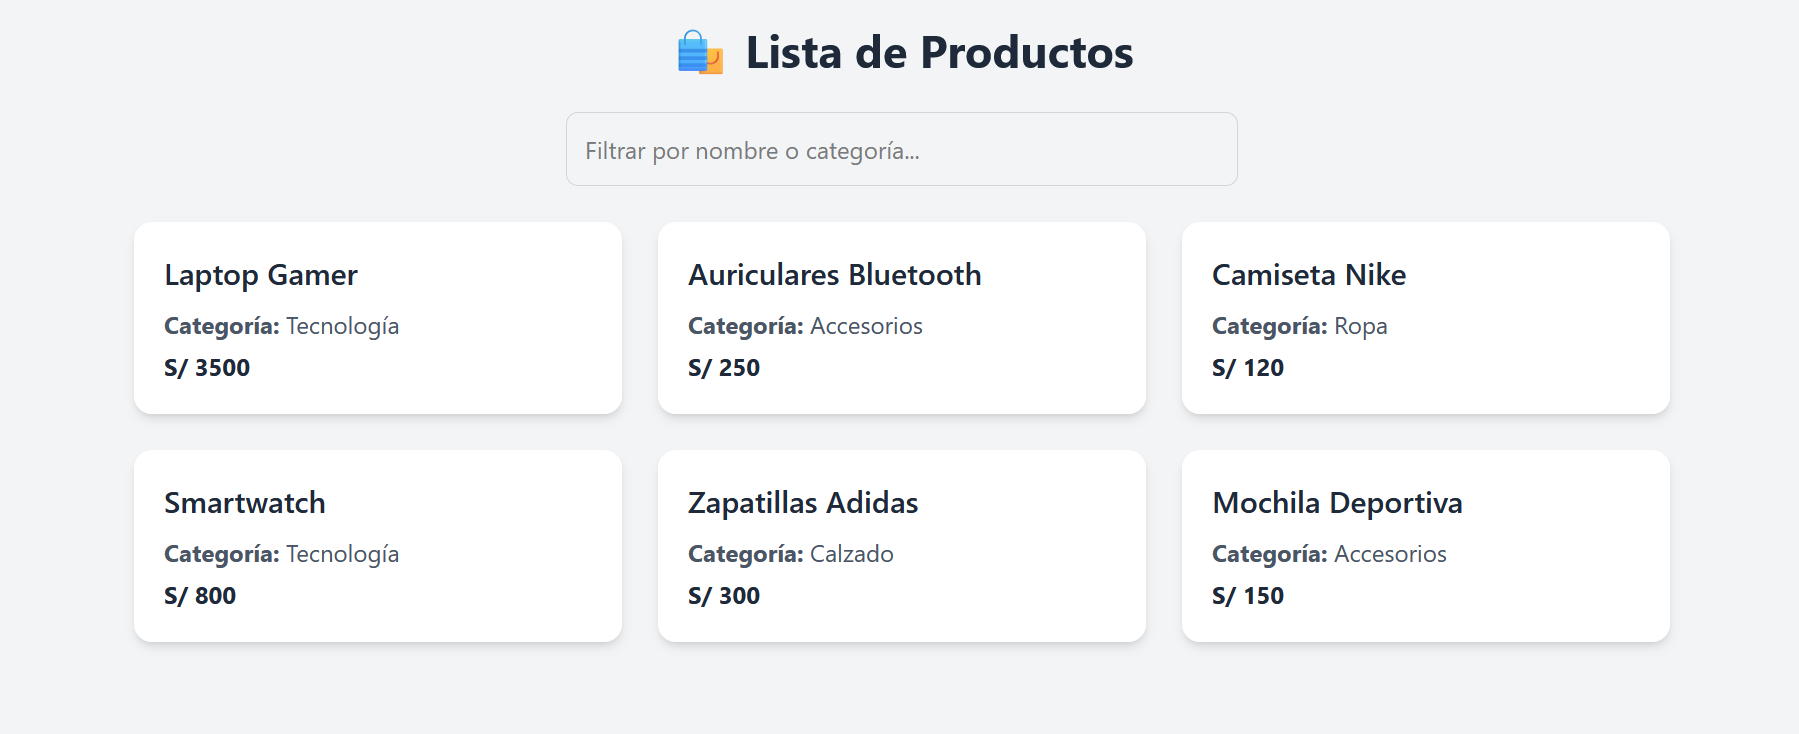 Lista de Productos
Filtrar por nombre o categoría...
Laptop Gamer
Categoría: Tecnología
S/ 3500
Auriculares Bluetooth
Categoría: Accesorios
S/ 250
Camiseta Nike
Categoría: Ropa
S/ 120
Smartwatch
Categoría: Tecnología
S/ 800
Zapatillas Adidas
Categoría: Calzado
S/ 300
Mochila Deportiva
Categoría: Accesorios
S/ 150